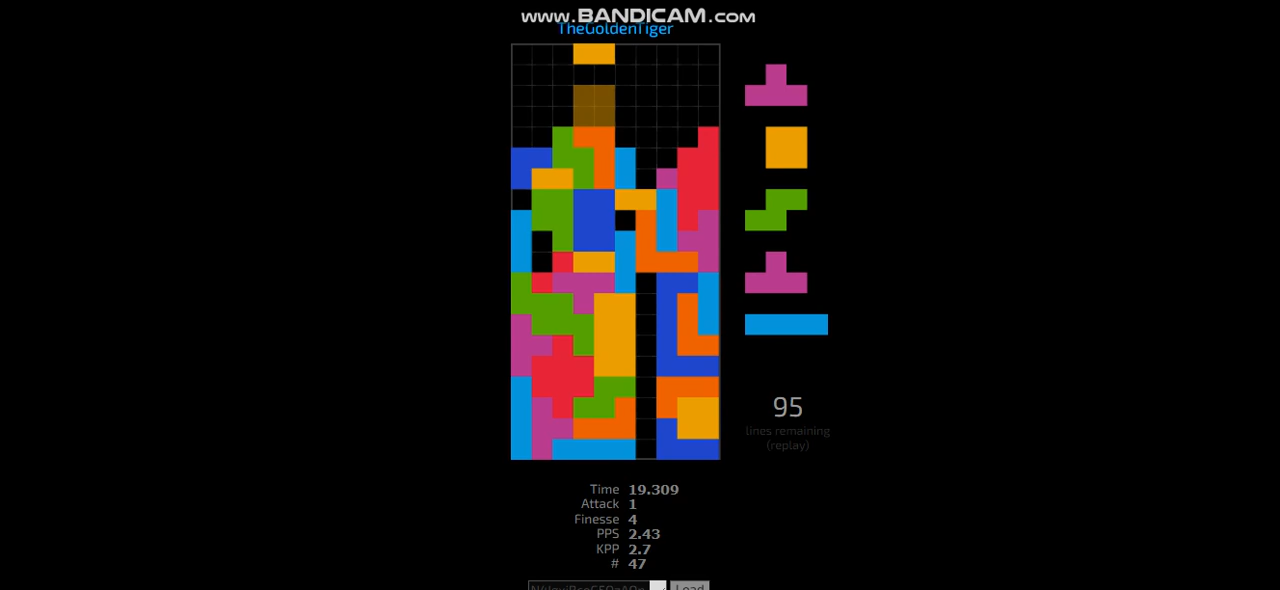 www.BANDICAM.com
TheGoldenTiger
95
lines remaining
(replay)
Time 19.309
Attack 1
Finesse 4
PPS 2.43
KPP 2.7
# 47
Load